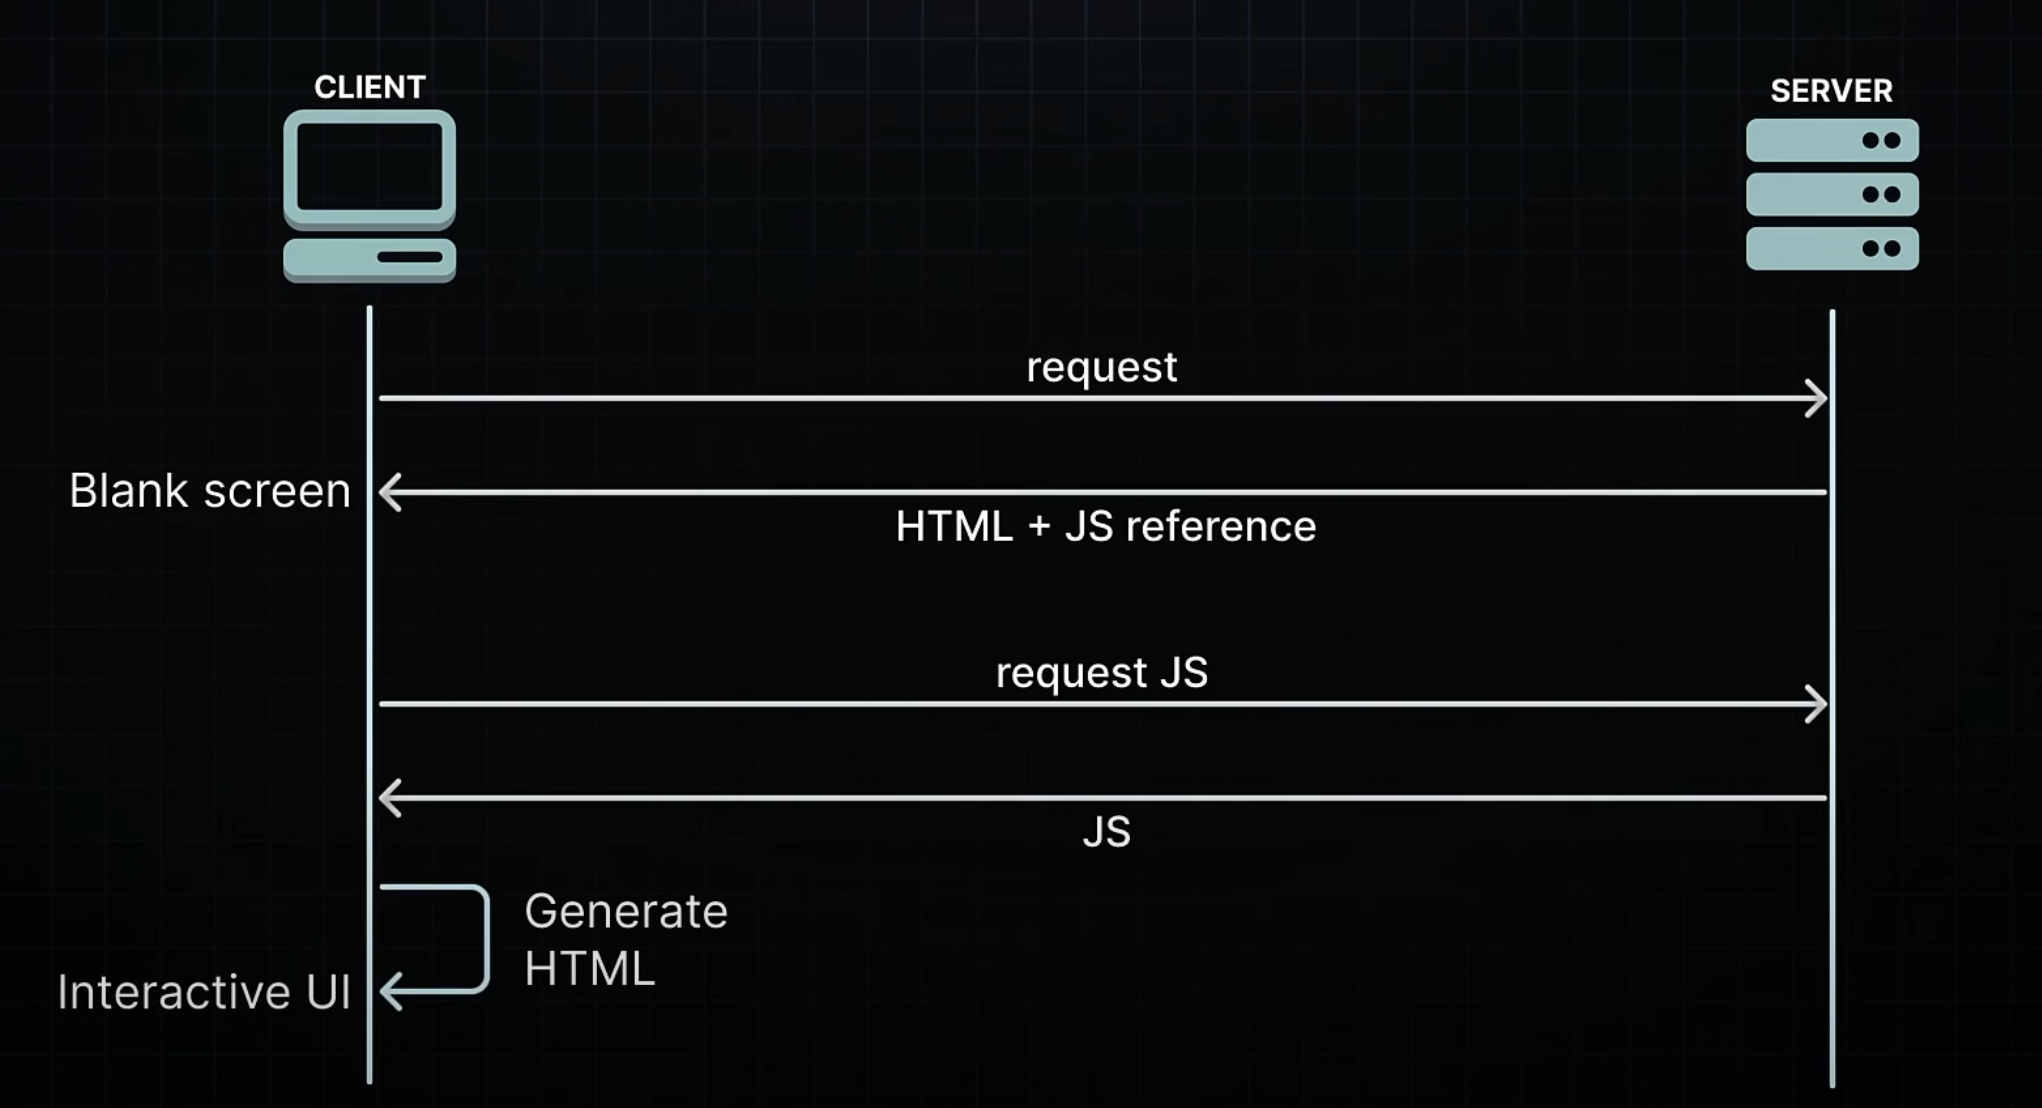 CLIENT
SERVER
request
Blank screen
HTML + JS reference
request JS
JS
Generate
HTML
Interactive UI